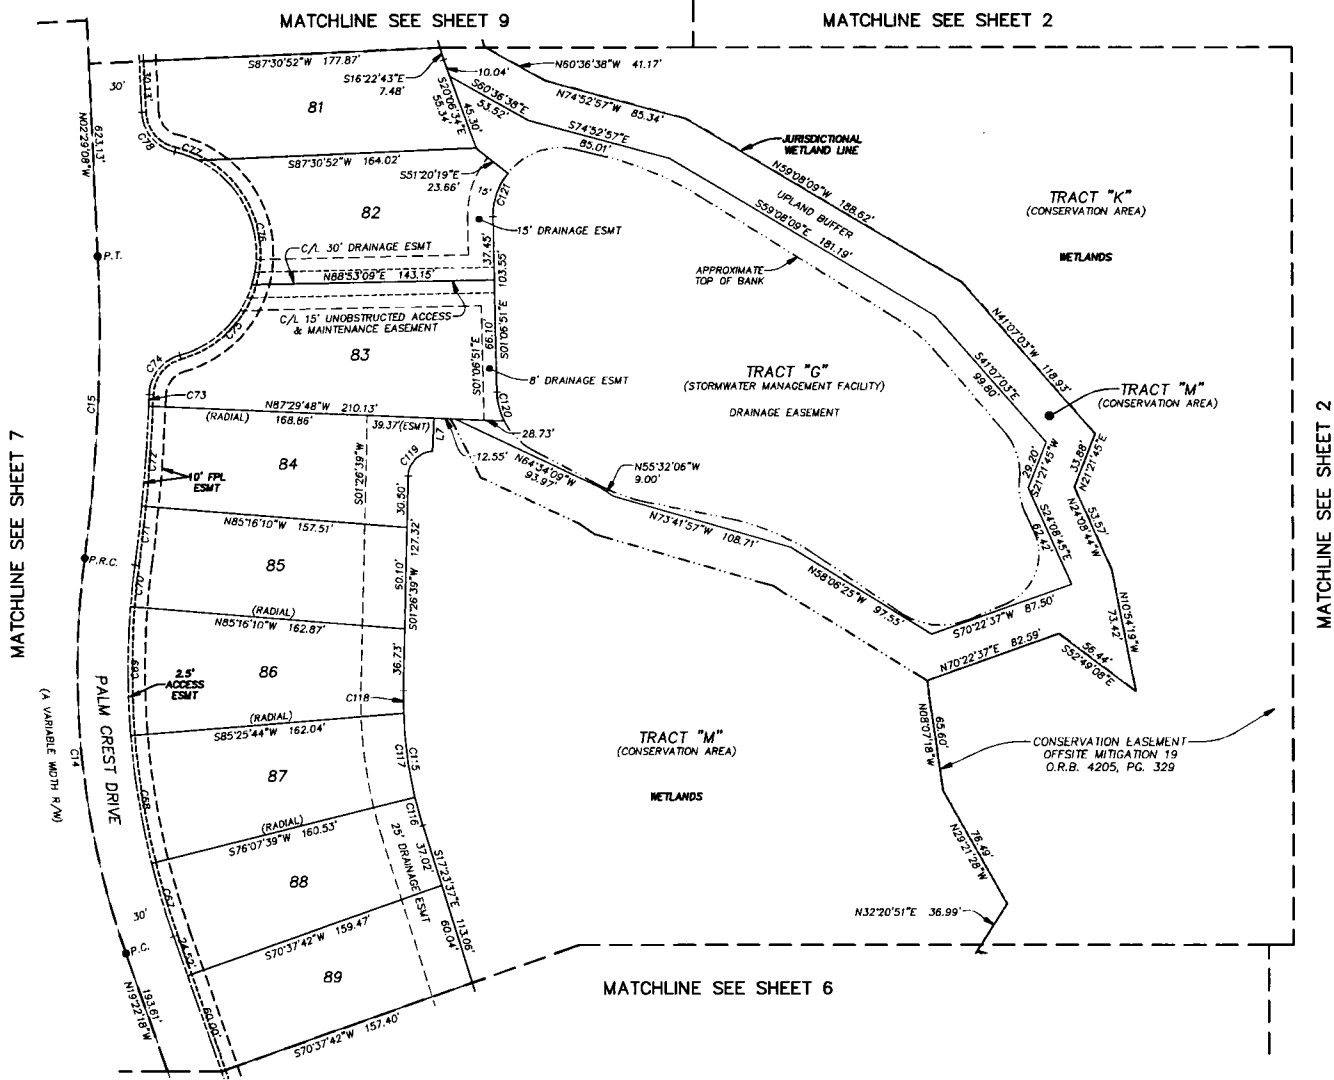 MATCHLINE SEE SHEET 9
MATCHLINE SEE SHEET 2
S87°30'52"W 177.87'
S16°22'43"E
7.48'
10.04'
N60°36'38"W 41.17'
30'
30.13'
81
S20°06'34"E
55.34'
45.30'
S60°36'38"E
53.52'
N74°52'57"W 85.34'
S74°52'57"E
85.01'
JURISDICTIONAL
WETLAND LINE
N02°29'08"W
623.13'
C78
C77
S87°30'52"W 164.02'
S51°20'19"E
23.66'
15'
C121
N59°08'09"W 188.62'
UPLAND BUFFER
S59°08'09"E 181.19'
TRACT "K"
(CONSERVATION AREA)
WETLANDS
82
C76
15' DRAINAGE ESMT
C/L 30' DRAINAGE ESMT
37.45'
103.55'
P.T.
N88°53'09"E 143.15'
APPROXIMATE
TOP OF BANK
C/L 15' UNOBSTRUCTED ACCESS
& MAINTENANCE EASEMENT
C75
83
S01°06'51"E
66.10'
S01°06'51"E
N41°07'03"W 118.93'
S41°07'03"E
99.80'
C74
TRACT "G"
(STORMWATER MANAGEMENT FACILITY)
DRAINAGE EASEMENT
8' DRAINAGE ESMT
TRACT "M"
(CONSERVATION AREA)
C73
C15
N87°29'48"W 210.13'
(RADIAL) 168.86'
39.37'(ESMT)
C120
28.73'
L7
12.55'
MATCHLINE SEE SHEET 7
MATCHLINE SEE SHEET 2
C72
84
S01°26'39"W
C119
N64°34'09"W
93.97'
N55°32'06"W
9.00'
29.20'
S21°21'45"W
33.88'
N21°21'45"E
10' FPL
ESMT
30.50'
C71
N85°16'10"W 157.51'
127.32'
N73°41'57"W 108.71'
S24°08'45"E
62.42'
53.57'
N24°08'44"W
P.R.C.
C70
85
50.10'
S01°26'39"W
N58°06'25"W 97.55'
S70°22'37"W 87.50'
N10°54'19"W
73.42'
(RADIAL)
N85°16'10"W 162.87'
N70°22'37"E 82.59'
56.44'
S52°49'08"E
C69
86
36.73'
2.5'
ACCESS
ESMT
C118
(RADIAL)
S85°25'44"W 162.04'
PALM CREST DRIVE
(A VARIABLE WIDTH R/W)
C14
N08°07'18"W
65.60'
TRACT "M"
(CONSERVATION AREA)
CONSERVATION EASEMENT
OFFSITE MITIGATION 19
O.R.B. 4205, PG. 329
C117
C115
87
WETLANDS
C68
C116
(RADIAL)
S76°07'39"W 160.53'
25' DRAINAGE ESMT
37.02'
S17°23'37"E 113.06'
76.49'
N29°21'28"W
88
C67
30'
N32°20'51"E 36.99'
P.C.
24.52'
S70°37'42"W 159.47'
60.04'
89
193.61'
N19°22'18"W
60.00'
S70°37'42"W 157.40'
MATCHLINE SEE SHEET 6